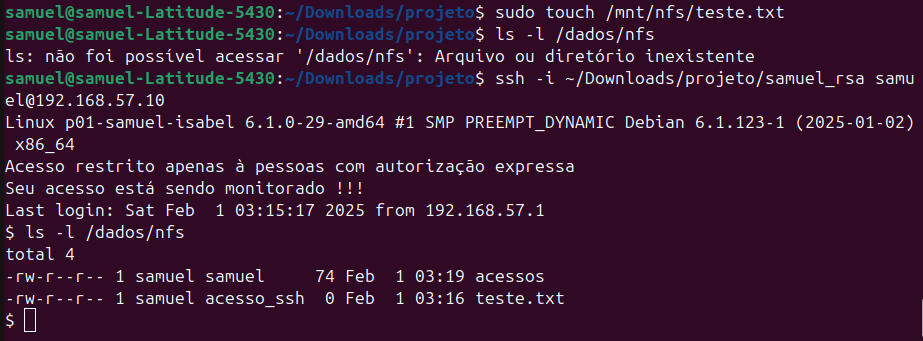 samuel@samuel-Latitude-5430:~/Downloads/projeto$ sudo touch /mnt/nfs/teste.txt
samuel@samuel-Latitude-5430:~/Downloads/projeto$ ls -l /dados/nfs
ls: não foi possível acessar '/dados/nfs': Arquivo ou diretório inexistente
samuel@samuel-Latitude-5430:~/Downloads/projeto$ ssh -i ~/Downloads/projeto/samuel_rsa samu
el@192.168.57.10
Linux p01-samuel-isabel 6.1.0-29-amd64 #1 SMP PREEMPT_DYNAMIC Debian 6.1.123-1 (2025-01-02)
 x86_64
Acesso restrito apenas à pessoas com autorização expressa
Seu acesso está sendo monitorado !!!
Last login: Sat Feb  1 03:15:17 2025 from 192.168.57.1
$ ls -l /dados/nfs
total 4
-rw-r--r-- 1 samuel samuel     74 Feb  1 03:19 acessos
-rw-r--r-- 1 samuel acesso_ssh  0 Feb  1 03:16 teste.txt
$